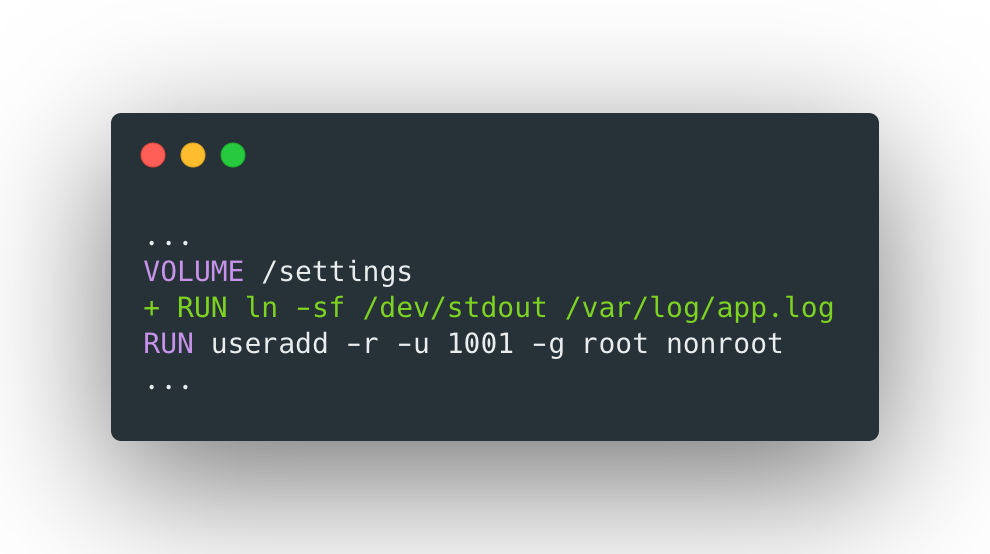 ...
VOLUME /settings
+ RUN ln -sf /dev/stdout /var/log/app.log
RUN useradd -r -u 1001 -g root nonroot
...